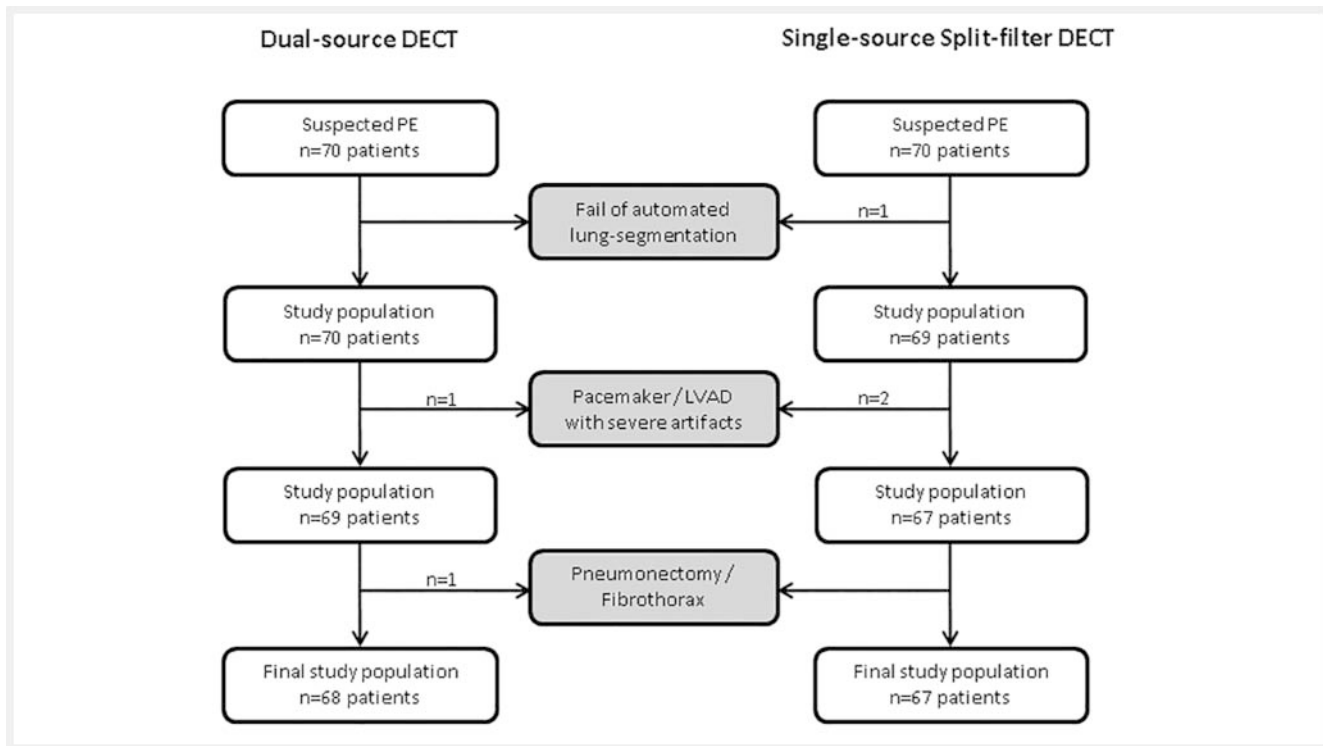 Dual-source DECT
Single-source Split-filter DECT
Suspected PE
n=70 patients
Suspected PE
n=70 patients
Fail of automated
lung-segmentation
n=1
Study population
n=70 patients
Study population
n=69 patients
n=1
Pacemaker / LVAD
with severe artifacts
n=2
Study population
n=69 patients
Study population
n=67 patients
n=1
Pneumonectomy /
Fibrothorax
Final study population
n=68 patients
Final study population
n=67 patients